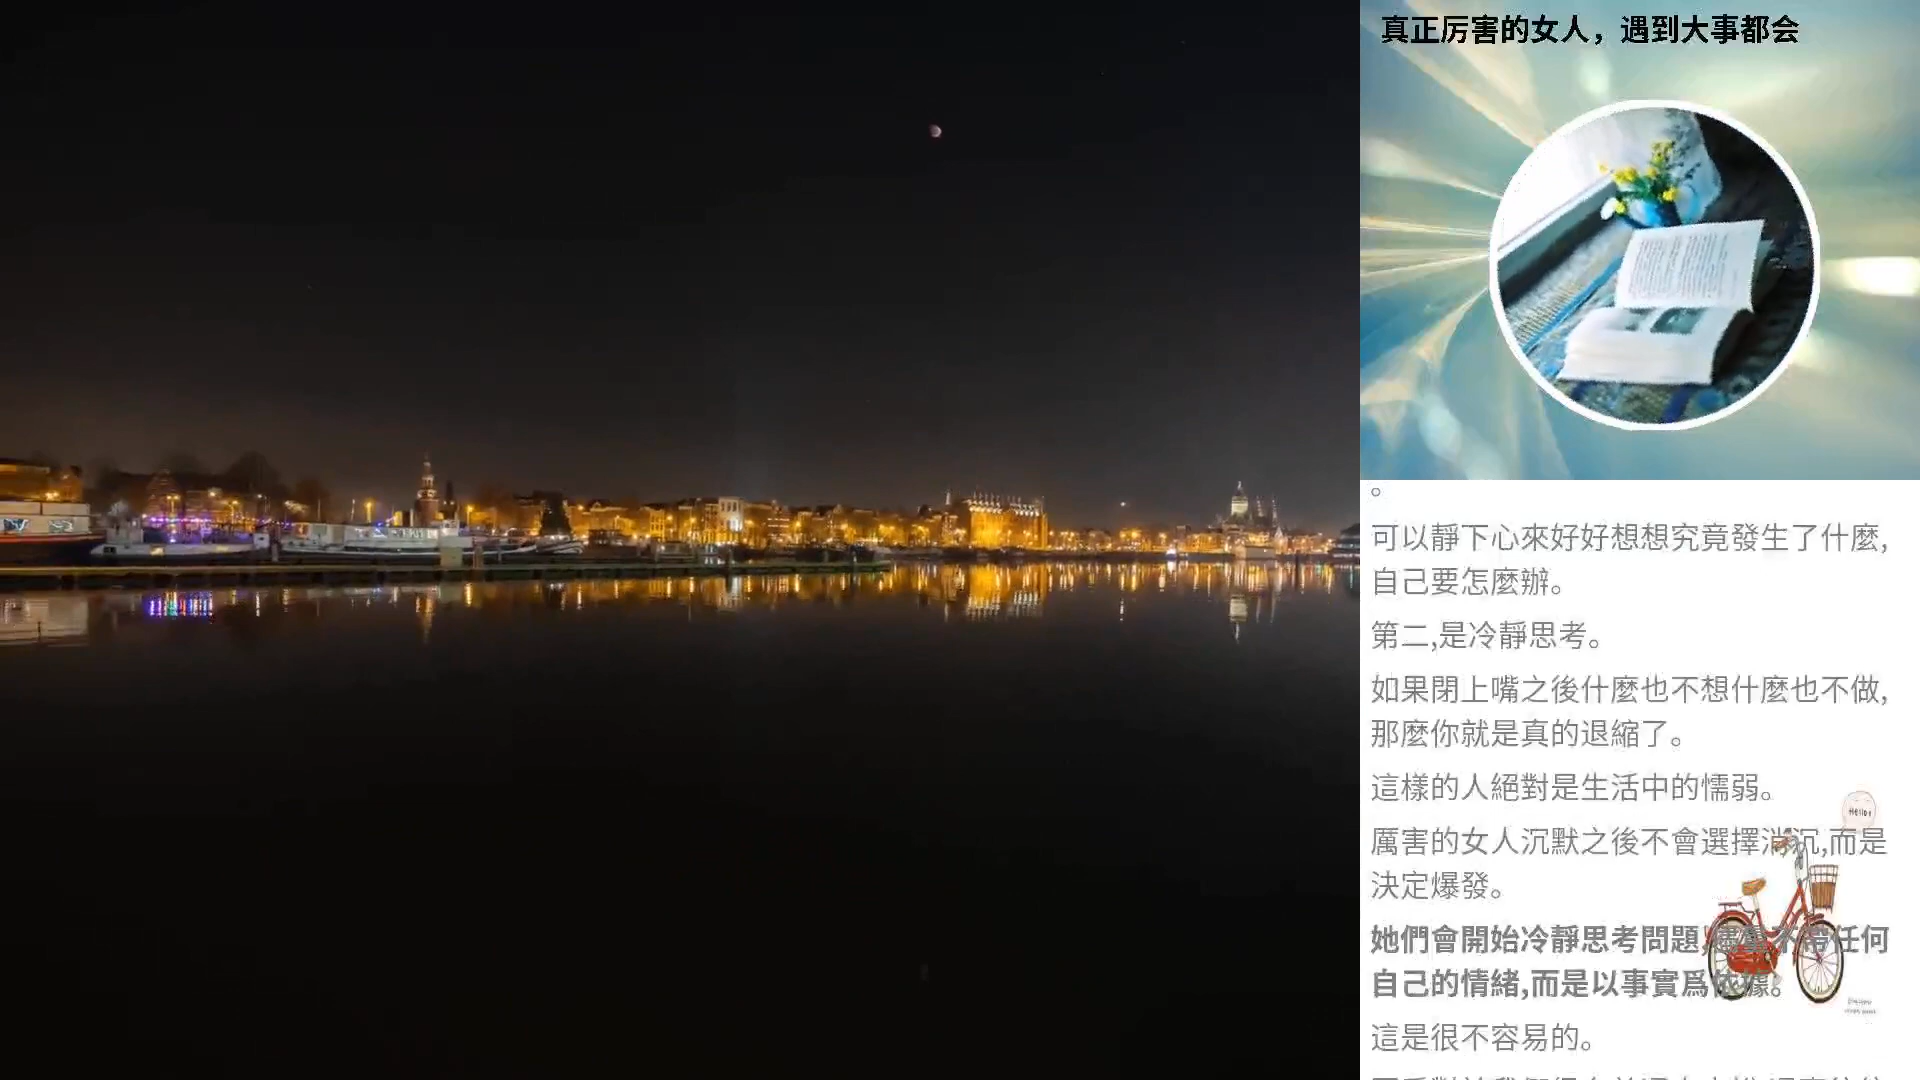 真正厉害的女人，遇到大事都会
。
可以靜下心來好好想想究竟發生了什麼,
自己要怎麼辦。
第二,是冷靜思考。
如果閉上嘴之後什麼也不想什麼也不做,
那麼你就是真的退縮了。
這樣的人絕對是生活中的懦弱。
Hello!
厲害的女人沉默之後不會選擇消沉,而是
決定爆發。
她們會開始冷靜思考問題,儘量不帶任何
自己的情緒,而是以事實爲依據。
這是很不容易的。